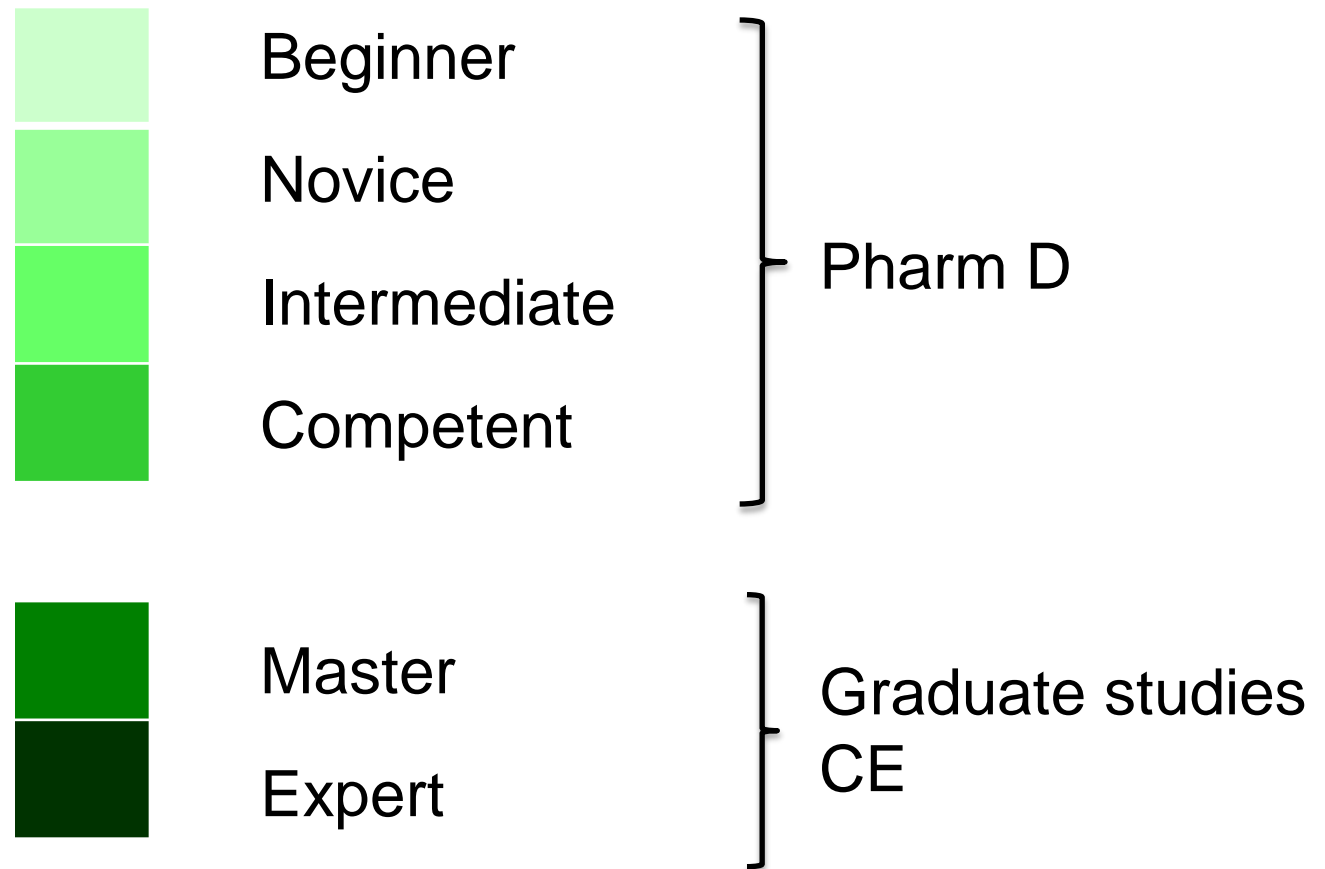 Beginner
Novice
Intermediate
Competent
Pharm D
Master
Expert
Graduate studies
CE